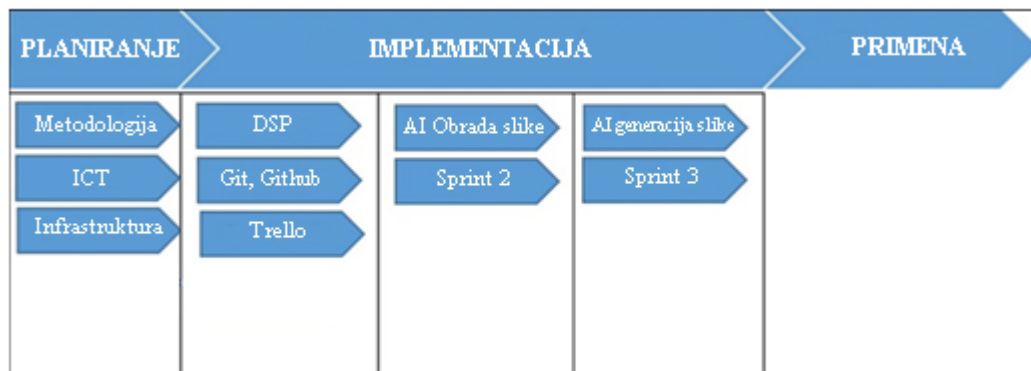 PLANIRANJE
IMPLEMENTACIJA
PRIMENA
Metodologija
ICT
Infrastruktura
DSP
Git, Github
Trello
AI Obrada slike
Sprint 2
AI generacija slike
Sprint 3